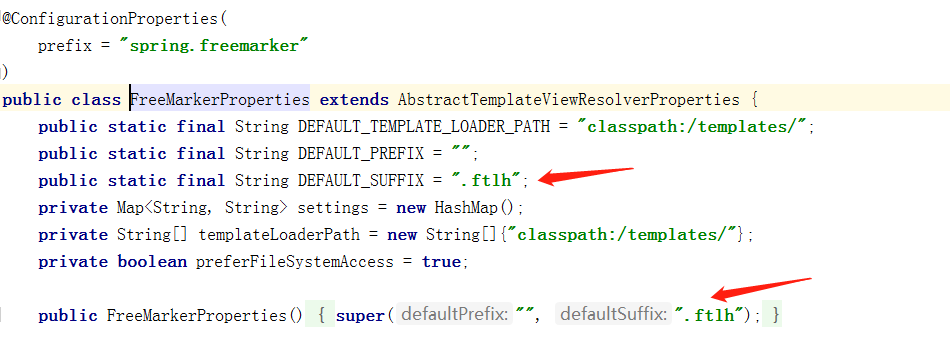 @ConfigurationProperties(
prefix = "spring.freemarker"
)
public class FreeMarkerProperties extends AbstractTemplateViewResolverProperties {
public static final String DEFAULT_TEMPLATE_LOADER_PATH = "classpath:/templates/";
public static final String DEFAULT_PREFIX = "";
public static final String DEFAULT_SUFFIX = ".ftlh";
private Map<String, String> settings = new HashMap();
private String[] templateLoaderPath = new String[]{"classpath:/templates/"};
private boolean preferFileSystemAccess = true;
public FreeMarkerProperties() { super( defaultPrefix: "", defaultSuffix: ".ftlh"); }